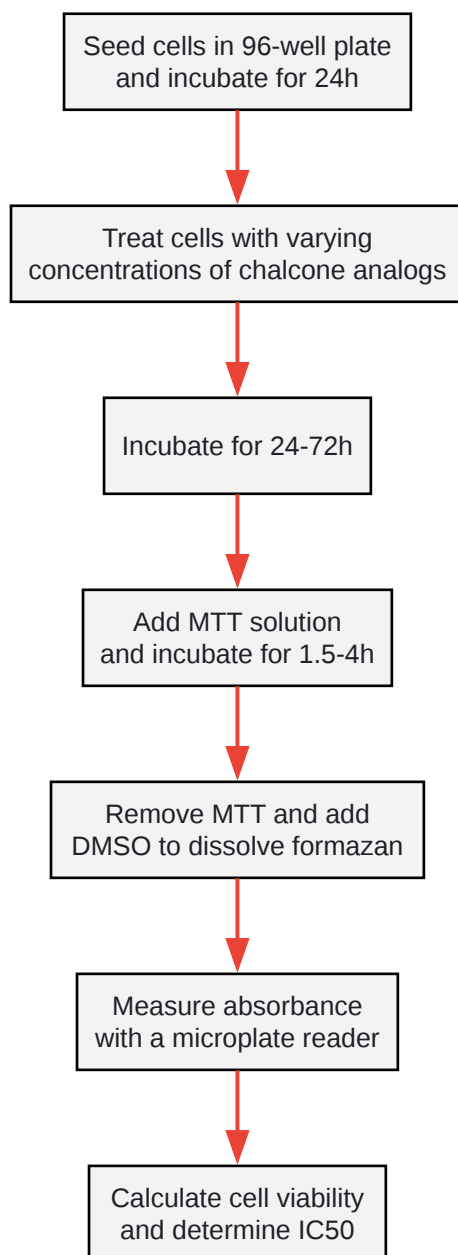 Seed cells in 96-well plate
and incubate for 24h
Treat cells with varying
concentrations of chalcone analogs
Incubate for 24-72h
Add MTT solution
and incubate for 1.5-4h
Remove MTT and add
DMSO to dissolve formazan
Measure absorbance
with a microplate reader
Calculate cell viability
and determine IC50